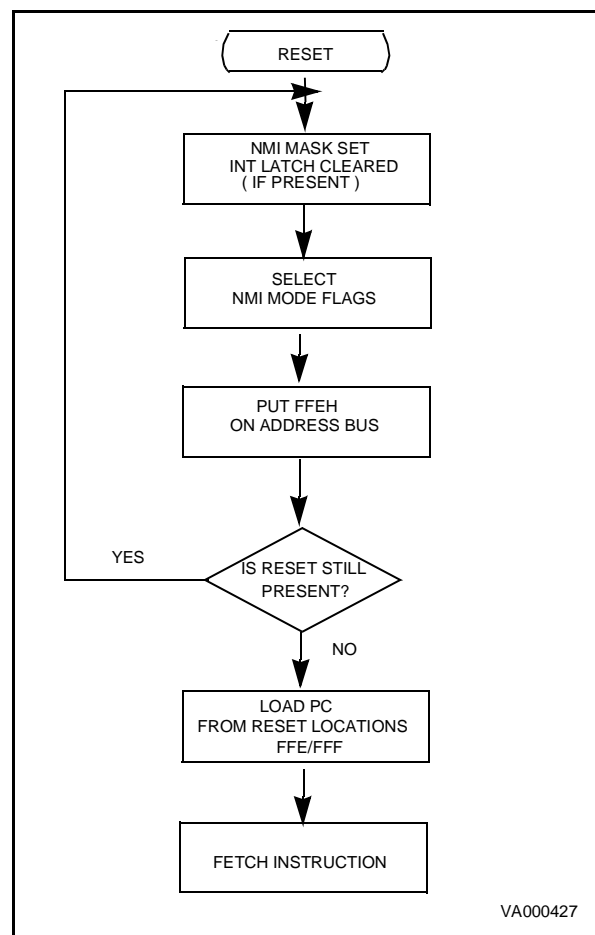 RESET
NMI MASK SET
INT LATCH CLEARED
( IF PRESENT )
SELECT
NMI MODE FLAGS
PUT FFEH
ON ADDRESS BUS
YES
IS RESET STILL
PRESENT?
NO
LOAD PC
FROM RESET LOCATIONS
FFE/FFF
FETCH INSTRUCTION
VA000427